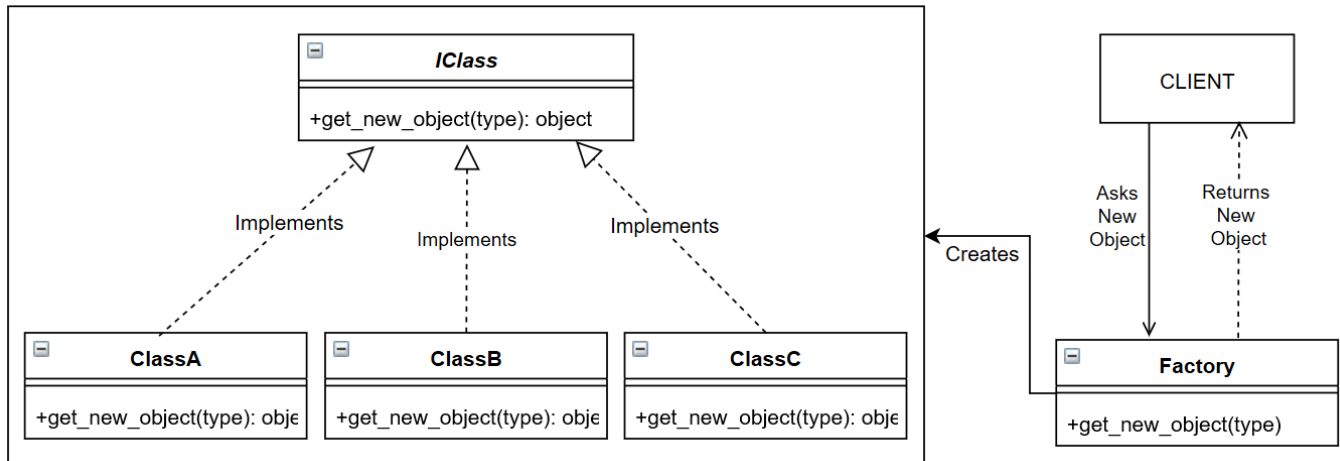 IClass
+get_new_object(type): object
CLIENT
Implements
Implements
Implements
Asks
New
Object
Returns
New
Object
Creates
ClassA
+get_new_object(type): obje
ClassB
+get_new_object(type): obje
ClassC
+get_new_object(type): obje
Factory
+get_new_object(type)